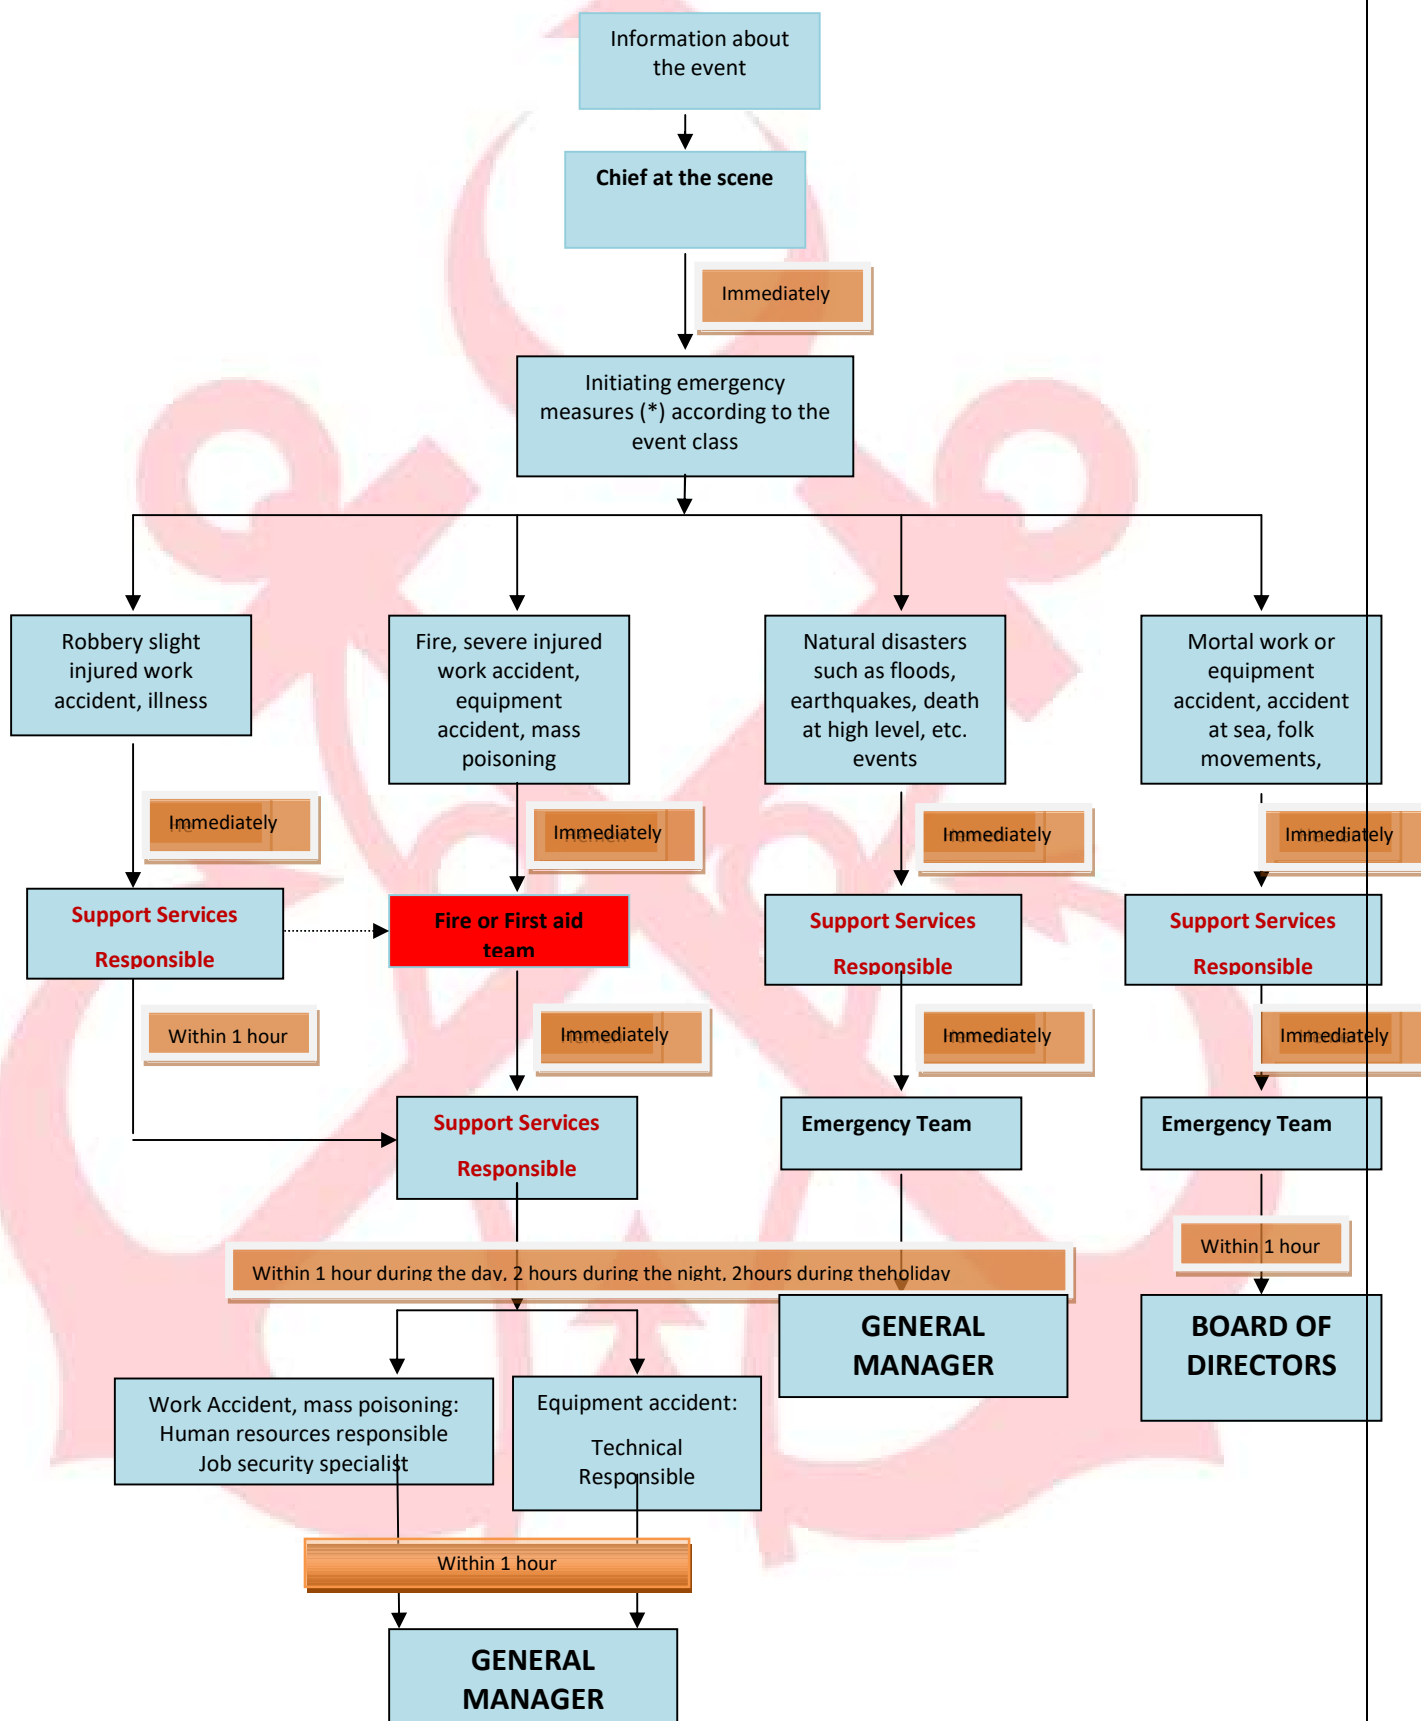 Information about
the event
Chief at the scene
Immediately
Initiating emergency
measures (*) according to the
event class
Robbery slight
injured work
accident, illness
Fire, severe injured
work accident,
equipment
accident, mass
poisoning
Natural disasters
such as floods,
earthquakes, death
at high level, etc.
events
Mortal work or
equipment
accident, accident
at sea, folk
movements,
Immediately
Immediately
Immediately
Immediately
Support Services
Responsible
Fire or First aid
team
Support Services
Responsible
Support Services
Responsible
Within 1 hour
Immediately
Immediately
Immediately
Support Services
Responsible
Emergency Team
Emergency Team
Within 1 hour during the day, 2 hours during the night, 2hours during theholiday
Within 1 hour
GENERAL
MANAGER
BOARD OF
DIRECTORS
Work Accident, mass poisoning:
Human resources responsible
Job security specialist
Equipment accident:
Technical
Responsible
Within 1 hour
GENERAL
MANAGER